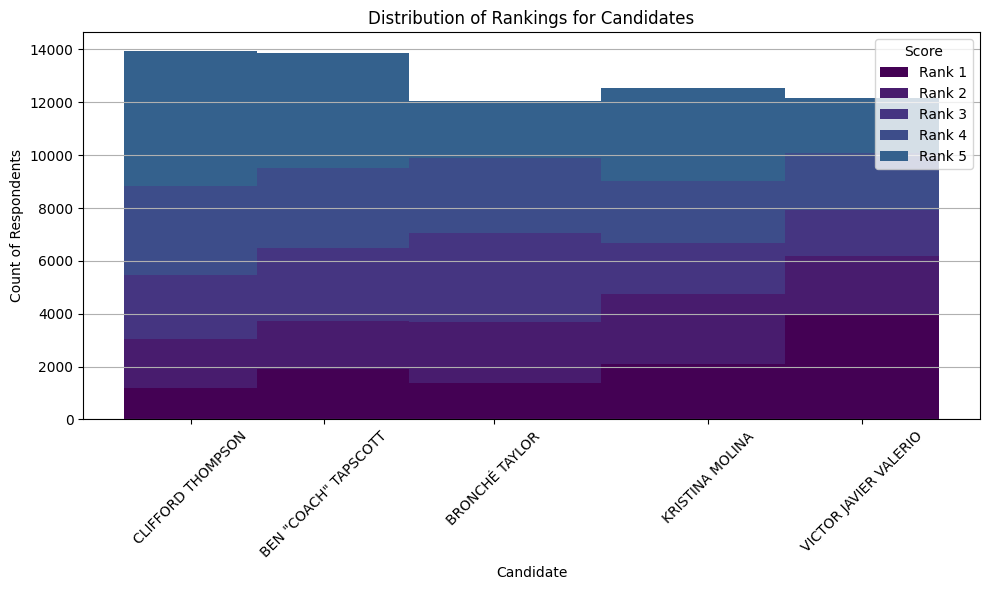 Distribution of Rankings for Candidates
Score
Rank 1
Rank 2
Rank 3
Rank 4
Rank 5
Count of Respondents
14000
12000
10000
8000
6000
4000
2000
0
CLIFFORD THOMPSON
BEN "COACH" TAPSCOTT
BRONCHÉ TAYLOR
KRISTINA MOLINA
VICTOR JAVIER VALERIO
Candidate